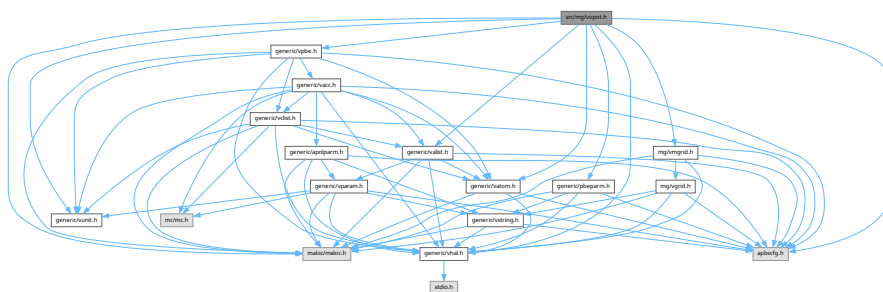 src/mg/vopot.h
generic/vpbe.h
generic/vacc.h
generic/vclist.h
generic/apolparm.h
generic/valist.h
mg/vmgrid.h
generic/vparam.h
generic/vatom.h
generic/pbeparm.h
mg/vgrid.h
generic/vunit.h
mc/mc.h
generic/vstring.h
maloc/maloc.h
generic/vhal.h
apbscfg.h
stdio.h